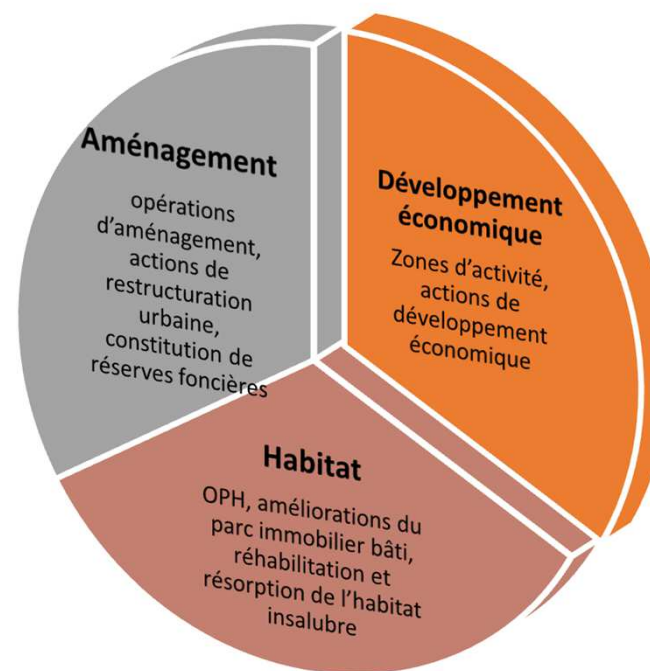 Aménagement
opérations
d’aménagement,
actions de
restructuration
urbaine,
constitution de
réserves foncières
Développement
économique
Zones d’activité,
actions de
développement
économique
Habitat
OPH, améliorations du
parc immobilier bâti,
réhabilitation et
résorption de l’habitat
insalubre